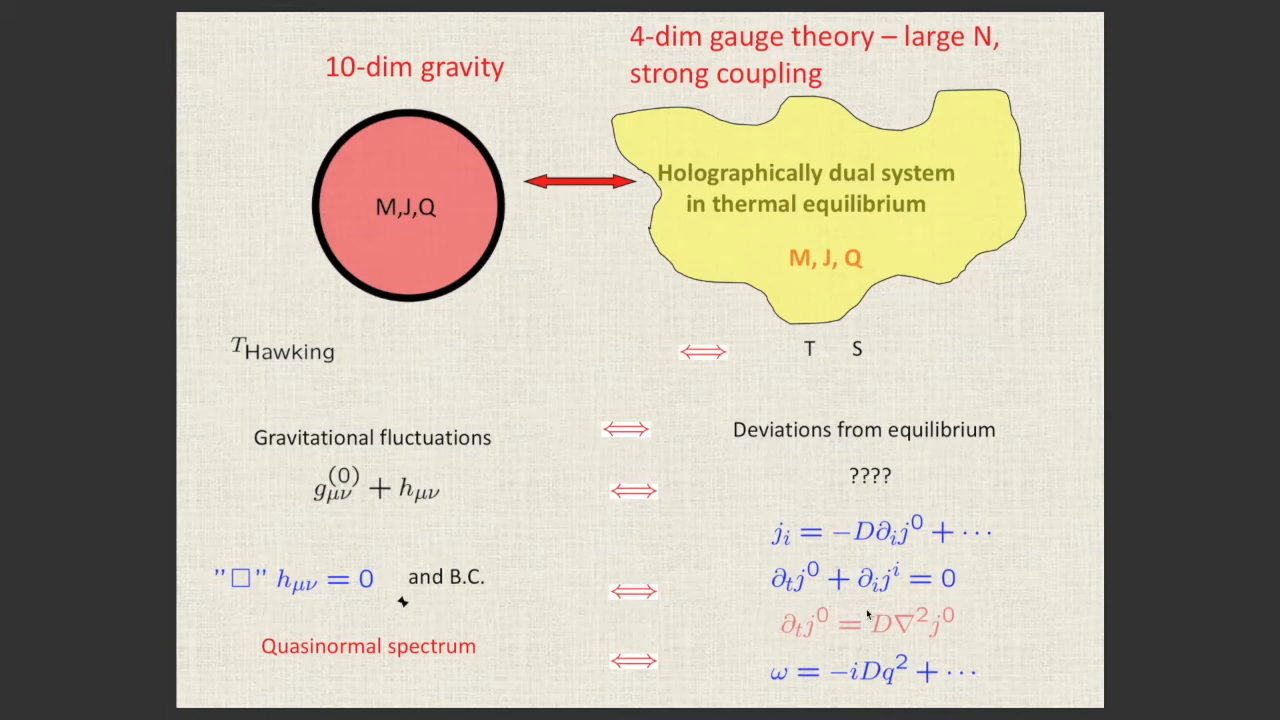 10-dim gravity
4-dim gauge theory – large N,
strong coupling
M,J,Q
Holographically dual system
in thermal equilibrium
M, J, Q
T_Hawking
⇔
T S
Gravitational fluctuations
⇔
Deviations from equilibrium
g_{μν}^{(0)} + h_{μν}
⇔
????
j_i = −D∂_i j^0 + ⋯
"□" h_{μν} = 0 and B.C.
⇔
∂_t j^0 + ∂_i j^i = 0
∂_t j^0 = D∇^2 j^0
Quasinormal spectrum
⇔
ω = −iDq^2 + ⋯